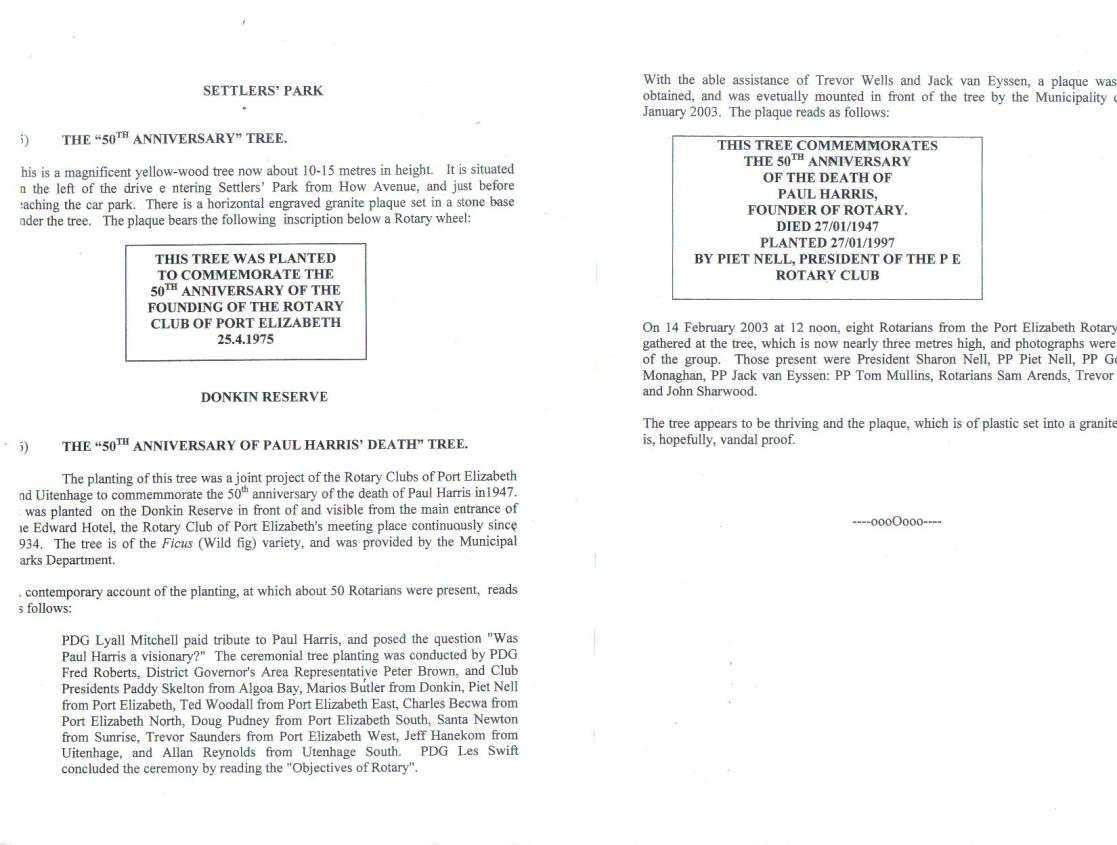 SETTLERS' PARK
5) THE "50TH ANNIVERSARY" TREE.
his is a magnificent yellow-wood tree now about 10-15 metres in height. It is situated
n the left of the drive e ntering Settlers' Park from How Avenue, and just before
eaching the car park. There is a horizontal engraved granite plaque set in a stone base
nder the tree. The plaque bears the following inscription below a Rotary wheel:
THIS TREE WAS PLANTED
TO COMMEMORATE THE
50TH ANNIVERSARY OF THE
FOUNDING OF THE ROTARY
CLUB OF PORT ELIZABETH
25.4.1975
DONKIN RESERVE
) THE "50TH ANNIVERSARY OF PAUL HARRIS' DEATH" TREE.
The planting of this tree was a joint project of the Rotary Clubs of Port Elizabeth
nd Uitenhage to commemmorate the 50th anniversary of the death of Paul Harris in1947.
was planted on the Donkin Reserve in front of and visible from the main entrance of
e Edward Hotel, the Rotary Club of Port Elizabeth's meeting place continuously since
934. The tree is of the Ficus (Wild fig) variety, and was provided by the Municipal
arks Department.
contemporary account of the planting, at which about 50 Rotarians were present, reads
s follows:
PDG Lyall Mitchell paid tribute to Paul Harris, and posed the question "Was
Paul Harris a visionary?" The ceremonial tree planting was conducted by PDG
Fred Roberts, District Governor's Area Representative Peter Brown, and Club
Presidents Paddy Skelton from Algoa Bay, Marios Butler from Donkin, Piet Nell
from Port Elizabeth, Ted Woodall from Port Elizabeth East, Charles Becwa from
Port Elizabeth North, Doug Pudney from Port Elizabeth South, Santa Newton
from Sunrise, Trevor Saunders from Port Elizabeth West, Jeff Hanekom from
Uitenhage, and Allan Reynolds from Utenhage South. PDG Les Swift
concluded the ceremony by reading the "Objectives of Rotary".
With the able assistance of Trevor Wells and Jack van Eyssen, a plaque was
obtained, and was evetually mounted in front of the tree by the Municipality
January 2003. The plaque reads as follows:
THIS TREE COMMEMMORATES
THE 50TH ANNIVERSARY
OF THE DEATH OF
PAUL HARRIS,
FOUNDER OF ROTARY.
DIED 27/01/1947
PLANTED 27/01/1997
BY PIET NELL, PRESIDENT OF THE P E
ROTARY CLUB
On 14 February 2003 at 12 noon, eight Rotarians from the Port Elizabeth Rotary
gathered at the tree, which is now nearly three metres high, and photographs were
of the group. Those present were President Sharon Nell, PP Piet Nell, PP
Monaghan, PP Jack van Eyssen: PP Tom Mullins, Rotarians Sam Arends, Trevor
and John Sharwood.
The tree appears to be thriving and the plaque, which is of plastic set into a granite
is, hopefully, vandal proof.
----oooOooo----